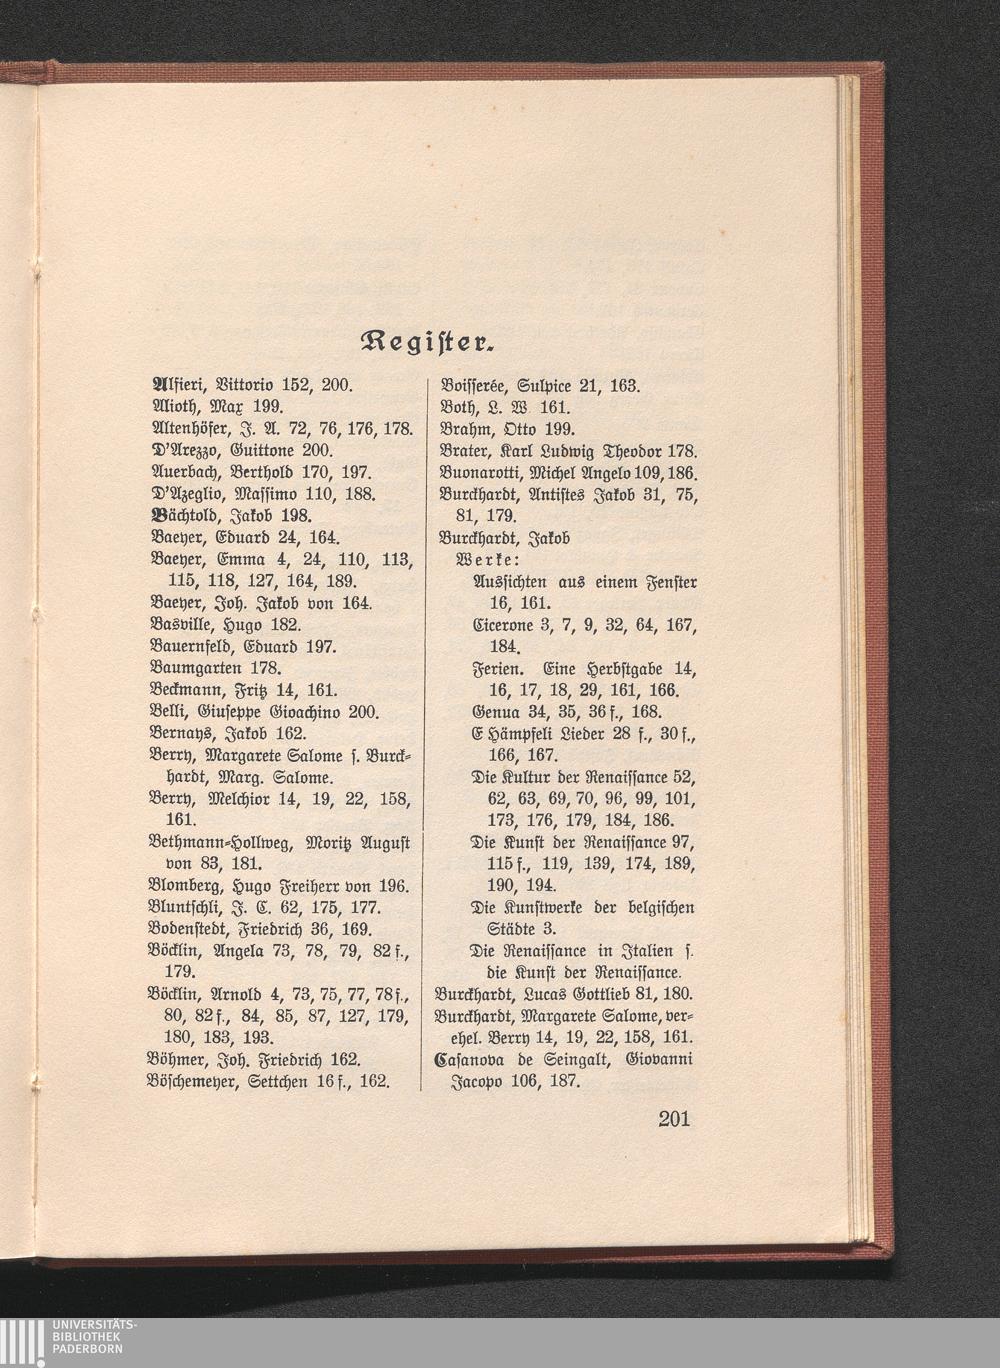 Register.
Alfieri, Vittorio 152, 200.
Alioth, Max 199.
Altenhöfer, J. A. 72, 76, 176, 178.
D'Arezzo, Guittone 200.
Auerbach, Berthold 170, 197.
D'Azeglio, Massimo 110, 188.
Bächtold, Jakob 198.
Baeyer, Eduard 24, 164.
Baeyer, Emma 4, 24, 110, 113,
115, 118, 127, 164, 189.
Baeyer, Joh. Jakob von 164.
Basville, Hugo 182.
Bauernfeld, Eduard 197.
Baumgarten 178.
Beckmann, Fritz 14, 161.
Belli, Giuseppe Gioachino 200.
Bernays, Jakob 162.
Berry, Margarete Salome s. Burck-
hardt, Marg. Salome.
Berry, Melchior 14, 19, 22, 158,
161.
Bethmann-Hollweg, Moritz August
von 83, 181.
Blomberg, Hugo Freiherr von 196.
Bluntschli, J. C. 62, 175, 177.
Bodenstedt, Friedrich 36, 169.
Böcklin, Angela 73, 78, 79, 82 f.,
179.
Böcklin, Arnold 4, 73, 75, 77, 78 f.,
80, 82 f., 84, 85, 87, 127, 179,
180, 183, 193.
Böhmer, Joh. Friedrich 162.
Böschemeyer, Settchen 16 f., 162.
Boisserée, Sulpice 21, 163.
Both, L. W. 161.
Brahm, Otto 199.
Brater, Karl Ludwig Theodor 178.
Buonarotti, Michel Angelo 109, 186.
Burckhardt, Antistes Jakob 31, 75,
81, 179.
Burckhardt, Jakob
Werke:
Aussichten aus einem Fenster
16, 161.
Cicerone 3, 7, 9, 32, 64, 167,
184.
Ferien. Eine Herbstgabe 14,
16, 17, 18, 29, 161, 166.
Genua 34, 35, 36 f., 168.
E Hämpfeli Lieder 28 f., 30 f.,
166, 167.
Die Kultur der Renaissance 52,
62, 63, 69, 70, 96, 99, 101,
173, 176, 179, 184, 186.
Die Kunst der Renaissance 97,
115 f., 119, 139, 174, 189,
190, 194.
Die Kunstwerke der belgischen
Städte 3.
Die Renaissance in Italien s.
die Kunst der Renaissance.
Burckhardt, Lucas Gottlieb 81, 180.
Burckhardt, Margarete Salome, ver-
ehel. Berry 14, 19, 22, 158, 161.
Casanova de Seingalt, Giovanni
Jacopo 106, 187.
201
UNIVERSITÄTS-
BIBLIOTHEK
PADERBORN